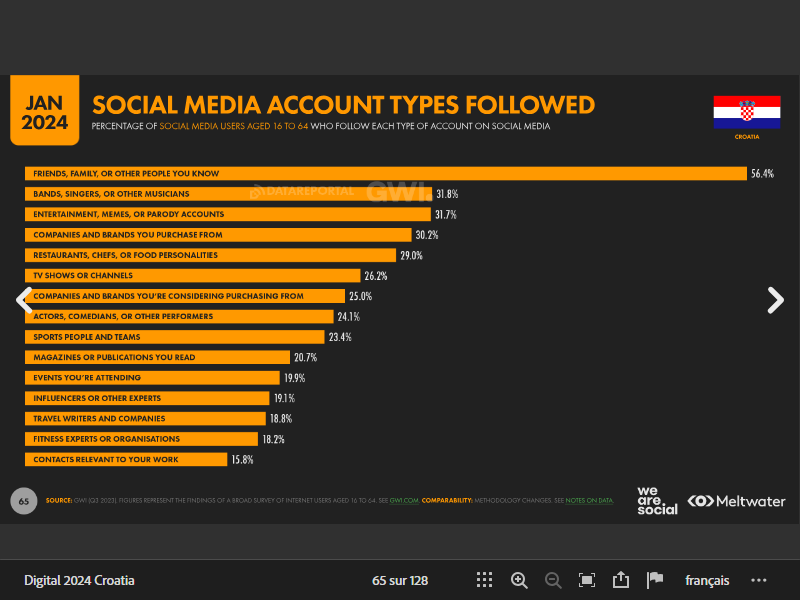 JAN
2024
SOCIAL MEDIA ACCOUNT TYPES FOLLOWED
PERCENTAGE OF SOCIAL MEDIA USERS AGED 16 TO 64 WHO FOLLOW EACH TYPE OF ACCOUNT ON SOCIAL MEDIA
CROATIA
FRIENDS, FAMILY, OR OTHER PEOPLE YOU KNOW 56.4%
DATAREPORTAL GWI.
BANDS, SINGERS, OR OTHER MUSICIANS 31.8%
ENTERTAINMENT, MEMES, OR PARODY ACCOUNTS 31.7%
COMPANIES AND BRANDS YOU PURCHASE FROM 30.2%
RESTAURANTS, CHEFS, OR FOOD PERSONALITIES 29.0%
TV SHOWS OR CHANNELS 26.2%
COMPANIES AND BRANDS YOU'RE CONSIDERING PURCHASING FROM 25.0%
ACTORS, COMEDIANS, OR OTHER PERFORMERS 24.1%
SPORTS PEOPLE AND TEAMS 23.4%
MAGAZINES OR PUBLICATIONS YOU READ 20.7%
EVENTS YOU'RE ATTENDING 19.9%
INFLUENCERS OR OTHER EXPERTS 19.1%
TRAVEL WRITERS AND COMPANIES 18.8%
FITNESS EXPERTS OR ORGANISATIONS 18.2%
CONTACTS RELEVANT TO YOUR WORK 15.8%
65
SOURCE: GWI (Q3 2023). FIGURES REPRESENT THE FINDINGS OF A BROAD SURVEY OF INTERNET USERS AGED 16 TO 64. SEE GWI.COM. COMPARABILITY: METHODOLOGY CHANGES. SEE NOTES ON DATA.
we
are.
social
Meltwater
Digital 2024 Croatia
65 sur 128
français